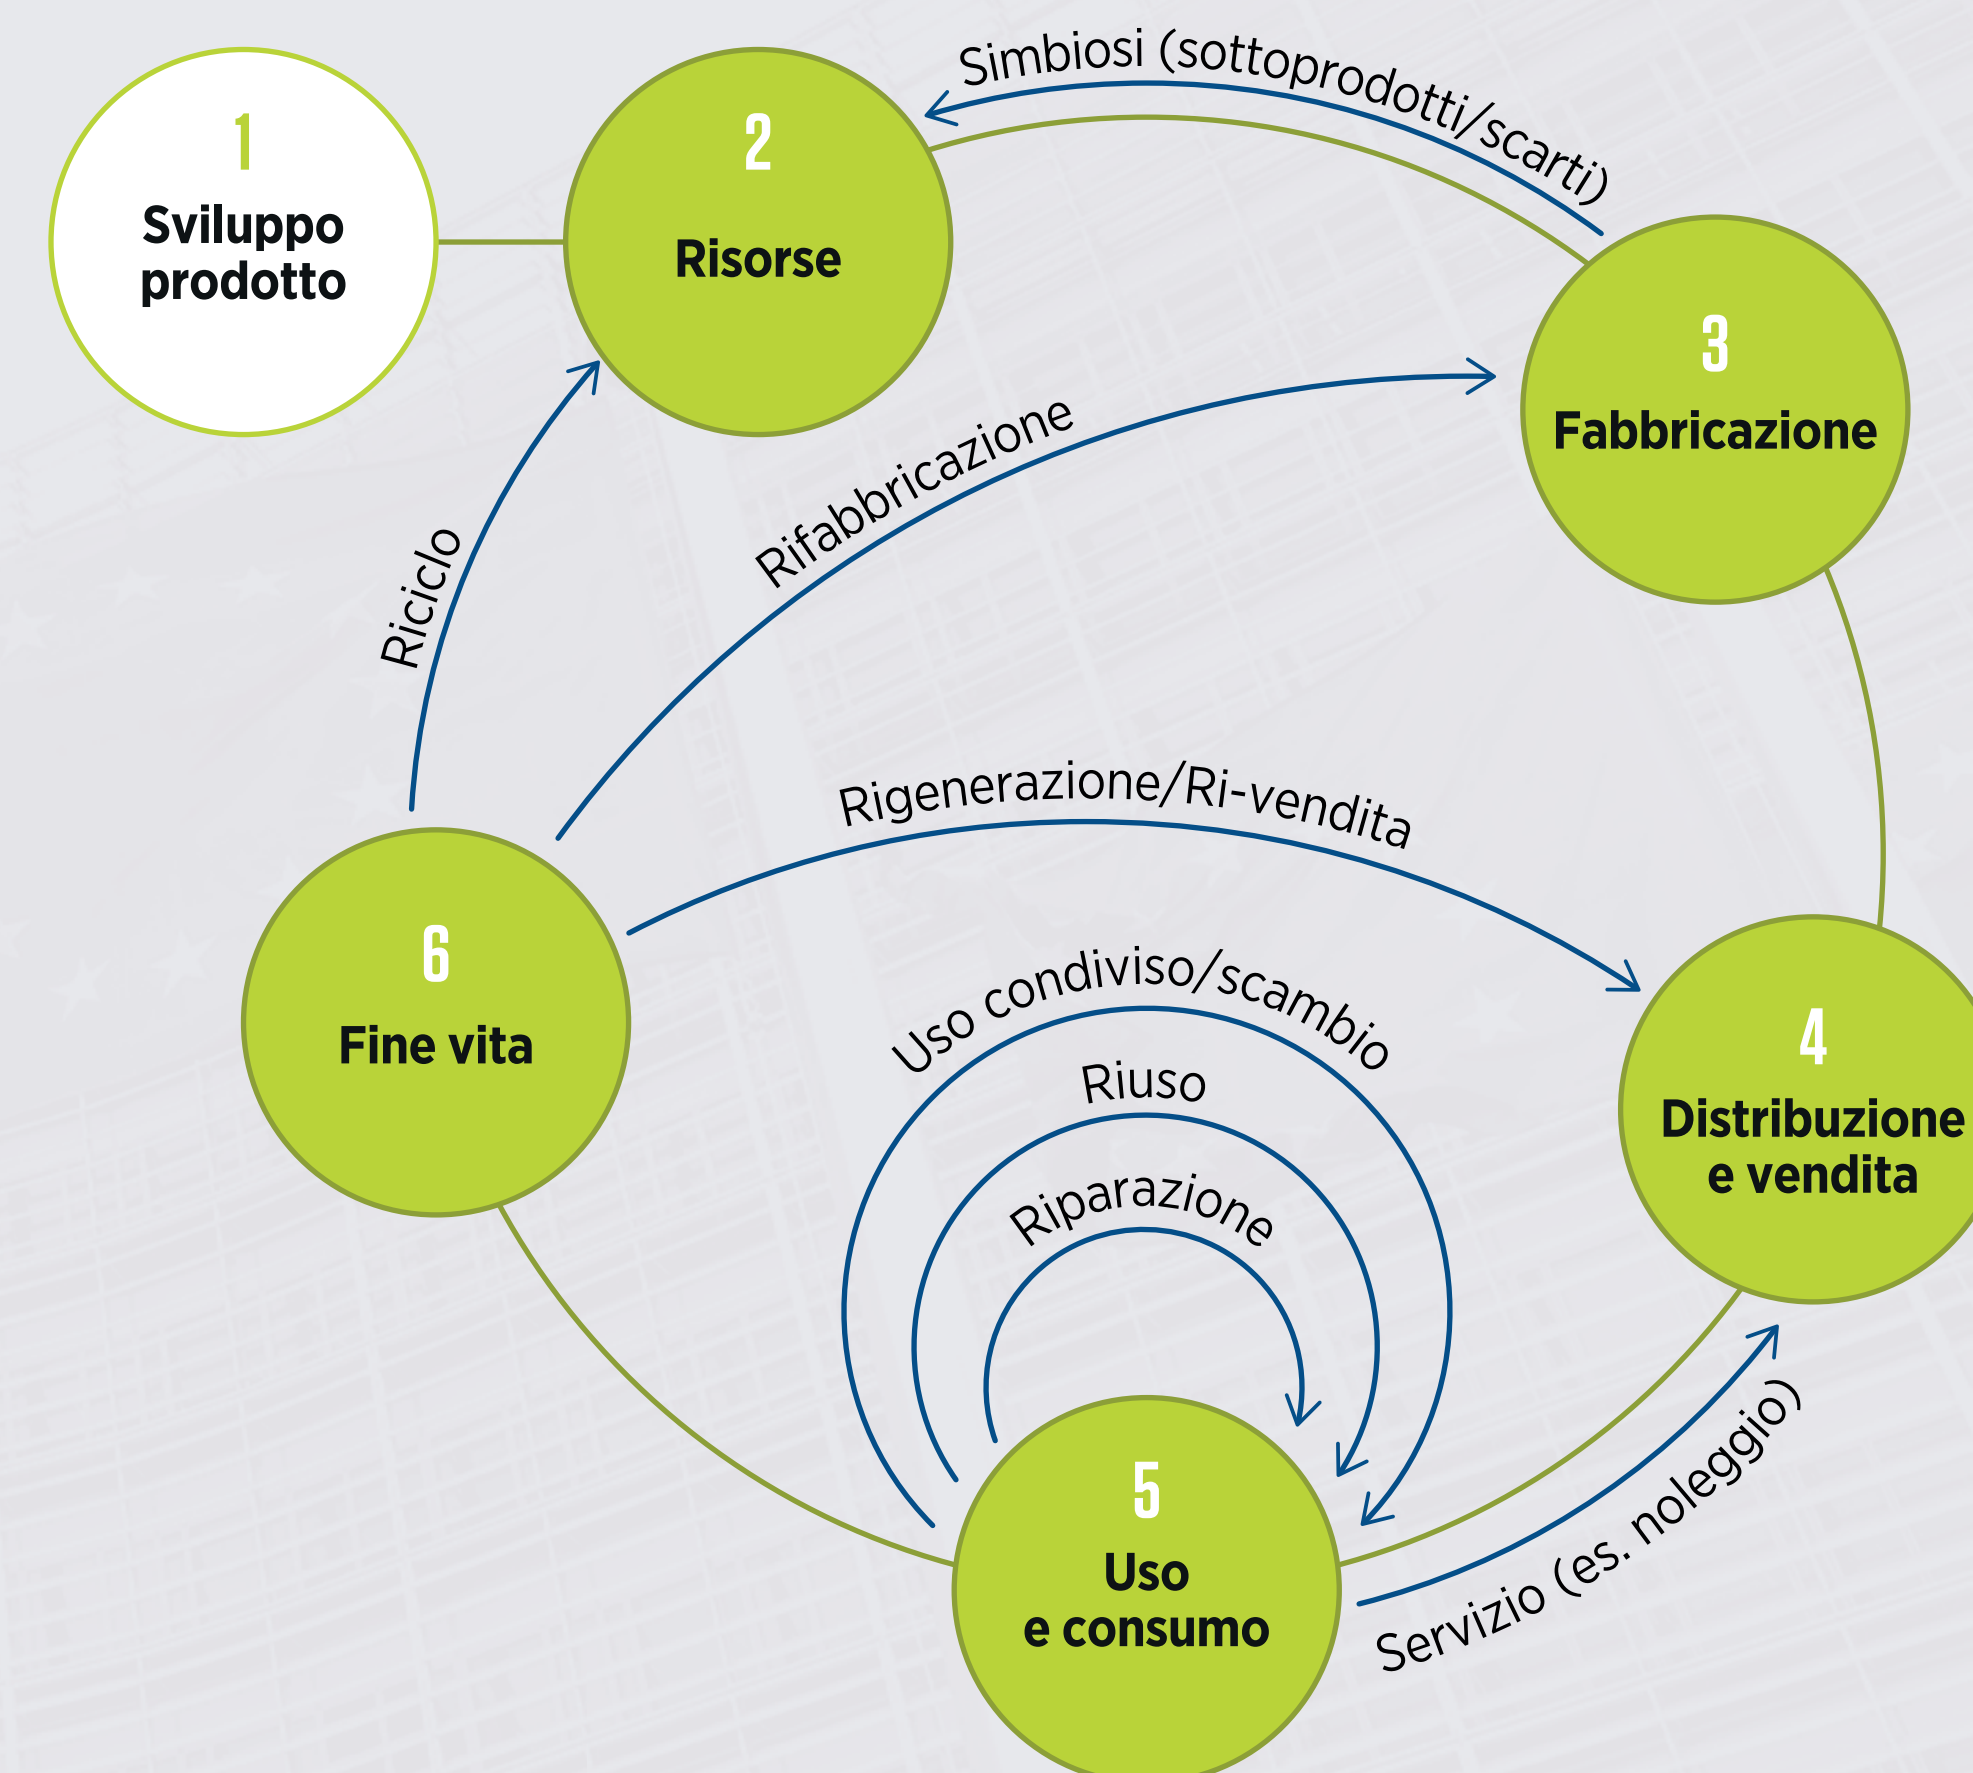 1
Sviluppo
prodotto
2
Risorse
Simbiosi (sottoprodotti/scarti)
3
Fabbricazione
Riciclo
Rifabbricazione
Rigenerazione/Ri-vendita
6
Fine vita
4
Distribuzione
e vendita
Uso condiviso/scambio
Riuso
Riparazione
5
Uso
e consumo
Servizio (es. noleggio)